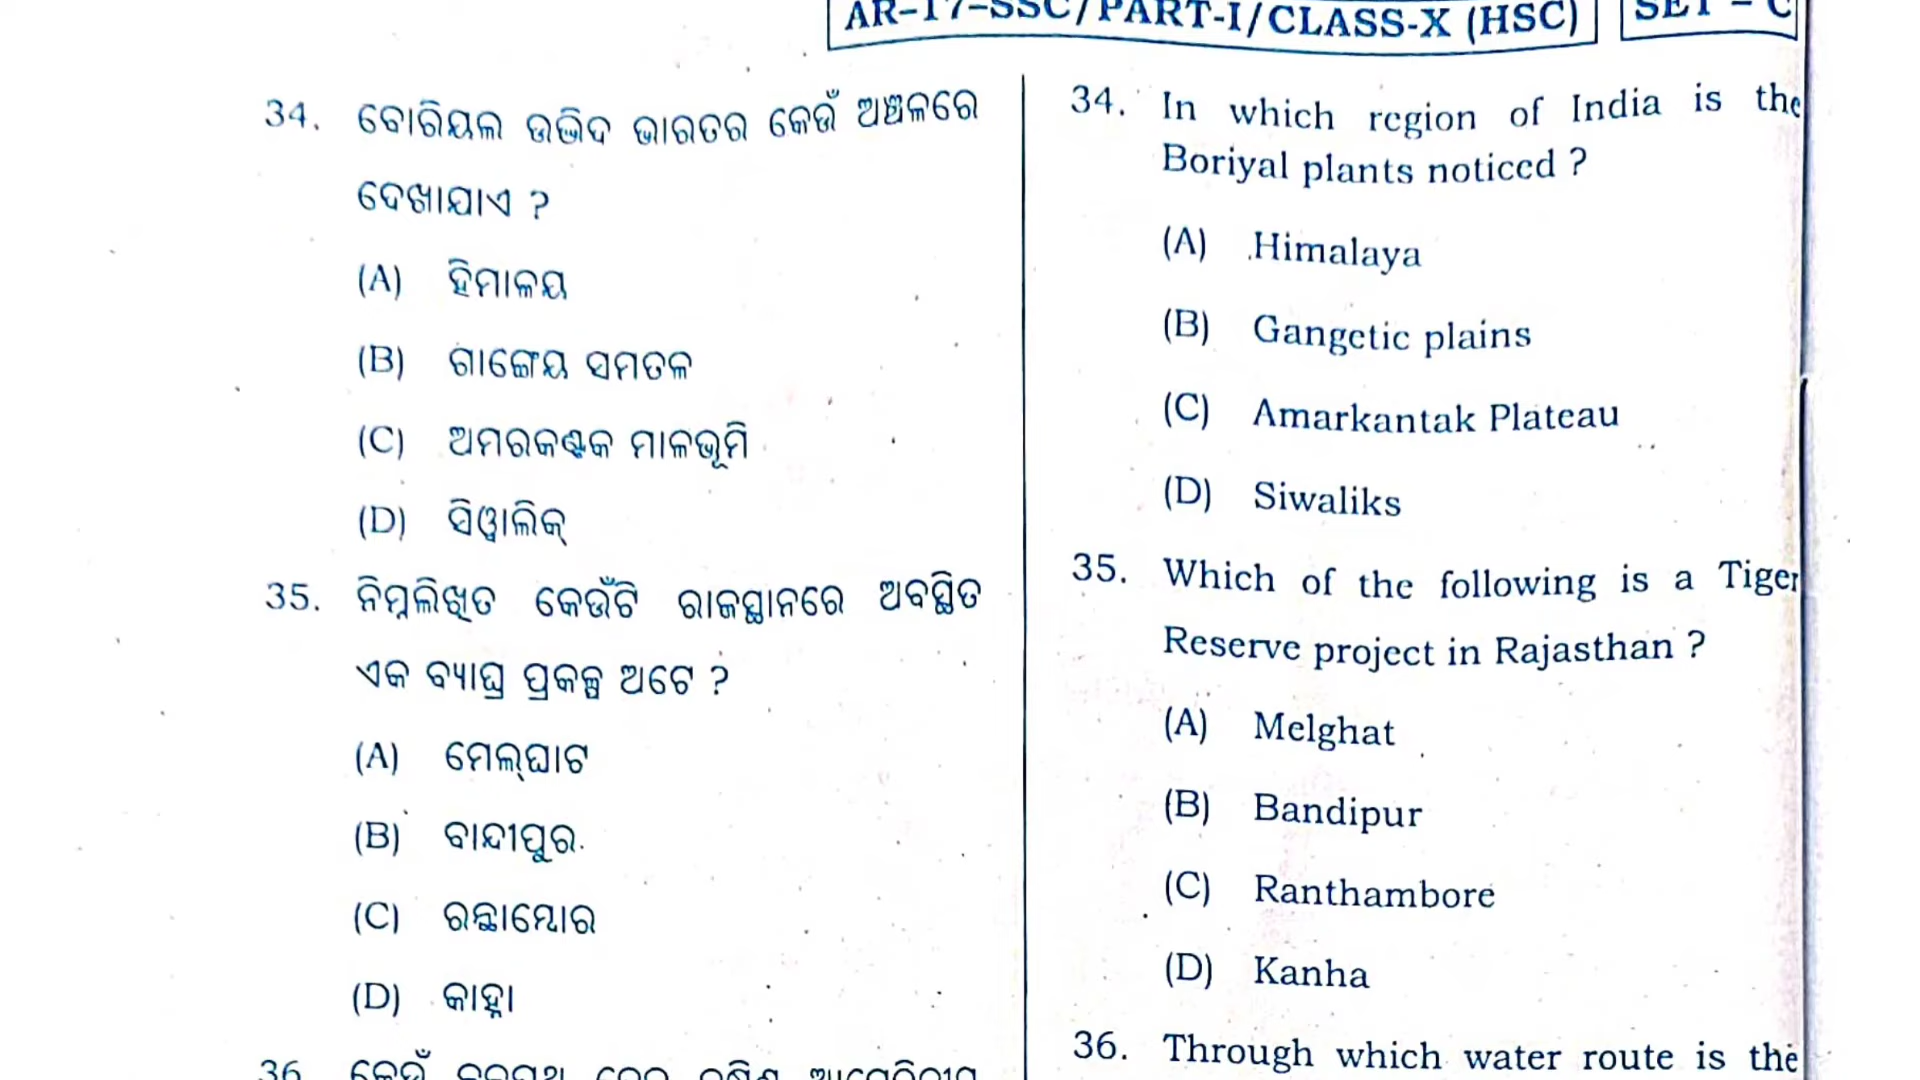 AR–17–SSC/PART-I/CLASS-X (HSC) SET – C
34. ବୋରିୟଲ ଉଦ୍ଭିଦ ଭାରତର କେଉଁ ଅଞ୍ଚଳରେ
ଦେଖାଯାଏ ?
(A) ହିମାଳୟ
(B) ଗାଙ୍ଗେୟ ସମତଳ
(C) ଅମରକଣ୍ଟକ ମାଳଭୂମି
(D) ସିୱାଲିକ୍
35. ନିମ୍ନଲିଖିତ କେଉଁଟି ରାଜସ୍ଥାନରେ ଅବସ୍ଥିତ
ଏକ ବ୍ୟାଘ୍ର ପ୍ରକଳ୍ପ ଅଟେ ?
(A) ମେଲ୍‌ଘାଟ
(B) ବାନ୍ଦୀପୁର
(C) ରନ୍ଥାମ୍ବୋର
(D) କାହ୍ନା
36. କେଉଁ
34. In which region of India is the
Boriyal plants noticed ?
(A) Himalaya
(B) Gangetic plains
(C) Amarkantak Plateau
(D) Siwaliks
35. Which of the following is a Tiger
Reserve project in Rajasthan ?
(A) Melghat
(B) Bandipur
(C) Ranthambore
(D) Kanha
36. Through which water route is the